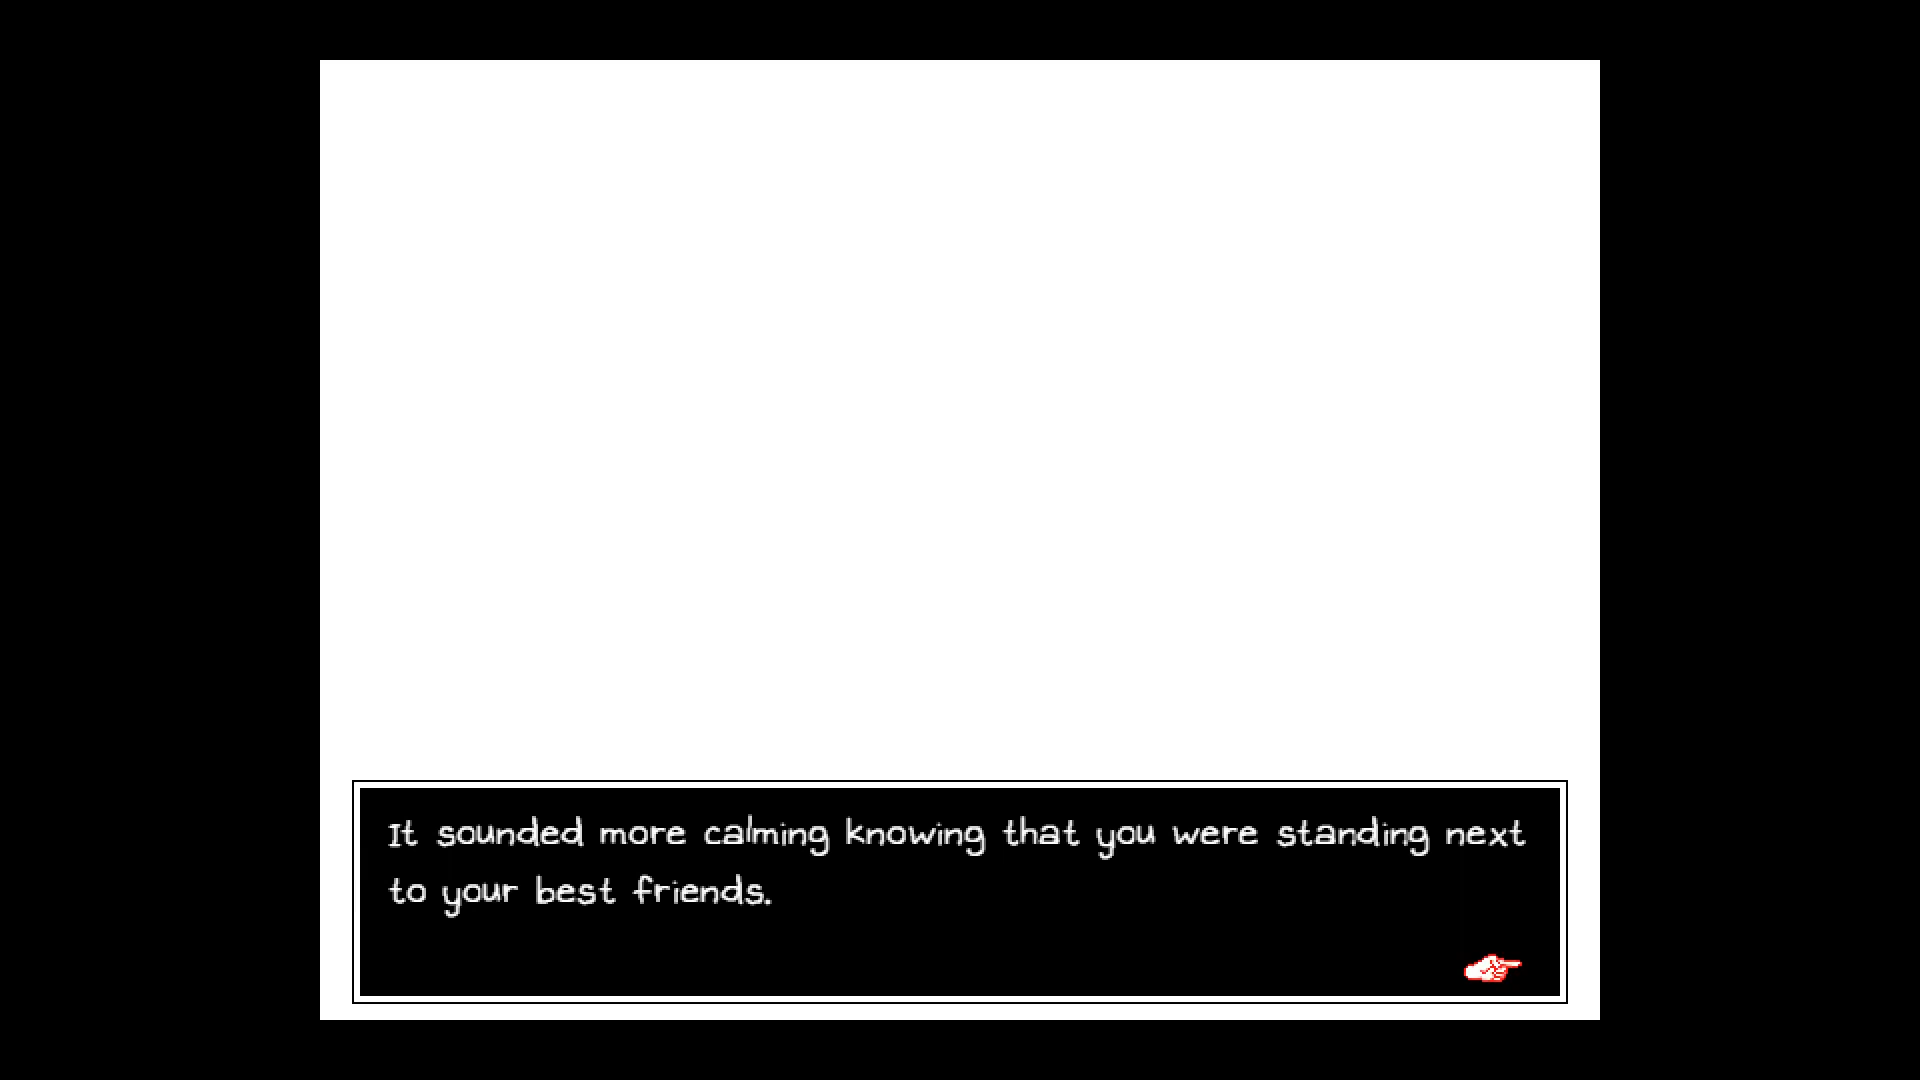 It sounded more calming knowing that you were standing next
to your best friends.